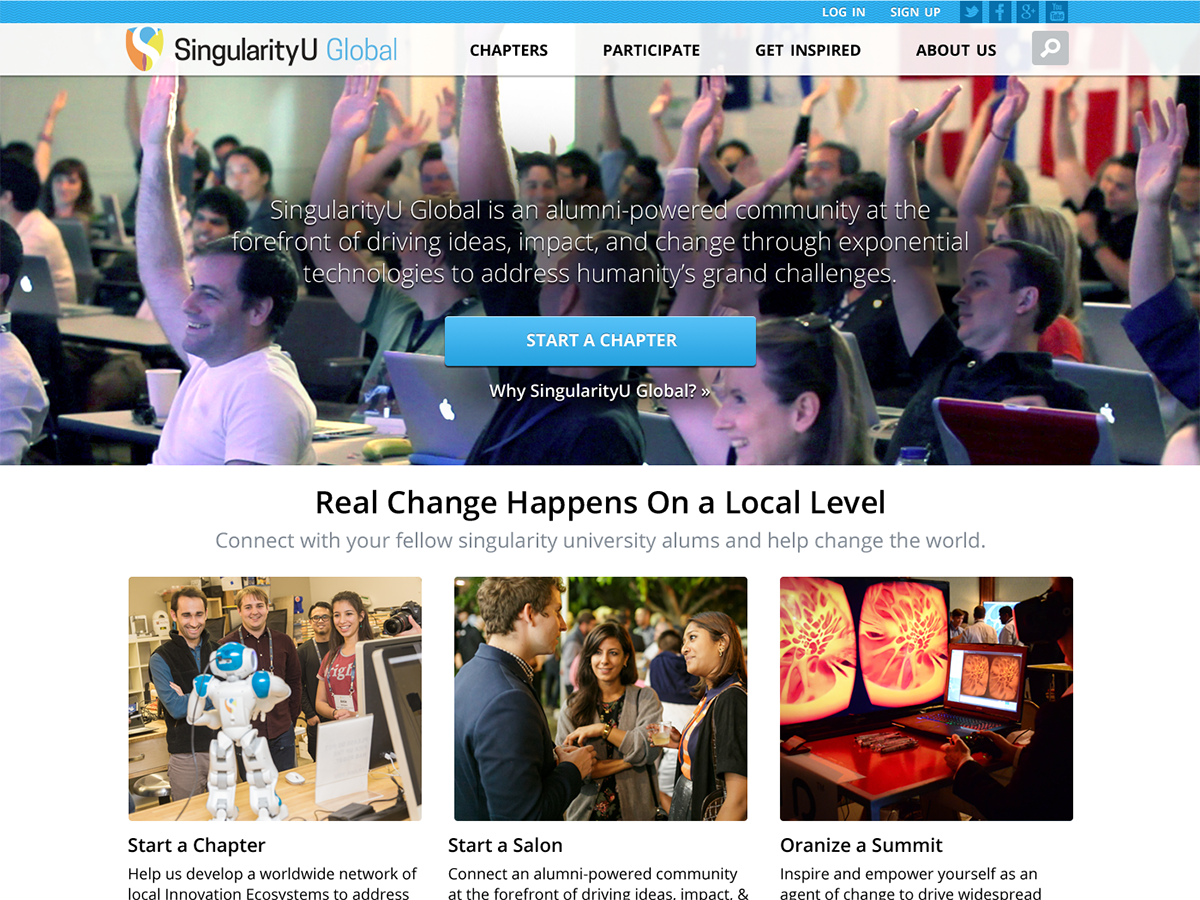 LOG IN SIGN UP
SingularityU Global CHAPTERS PARTICIPATE GET INSPIRED ABOUT US
SingularityU Global is an alumni-powered community at the
forefront of driving ideas, impact, and change through exponential
technologies to address humanity’s grand challenges.
START A CHAPTER
Why SingularityU Global? »
Real Change Happens On a Local Level
Connect with your fellow singularity university alums and help change the world.
Start a Chapter
Help us develop a worldwide network of
local Innovation Ecosystems to address
Start a Salon
Connect an alumni-powered community
at the forefront of driving ideas, impact, &
Oranize a Summit
Inspire and empower yourself as an
agent of change to drive widespread